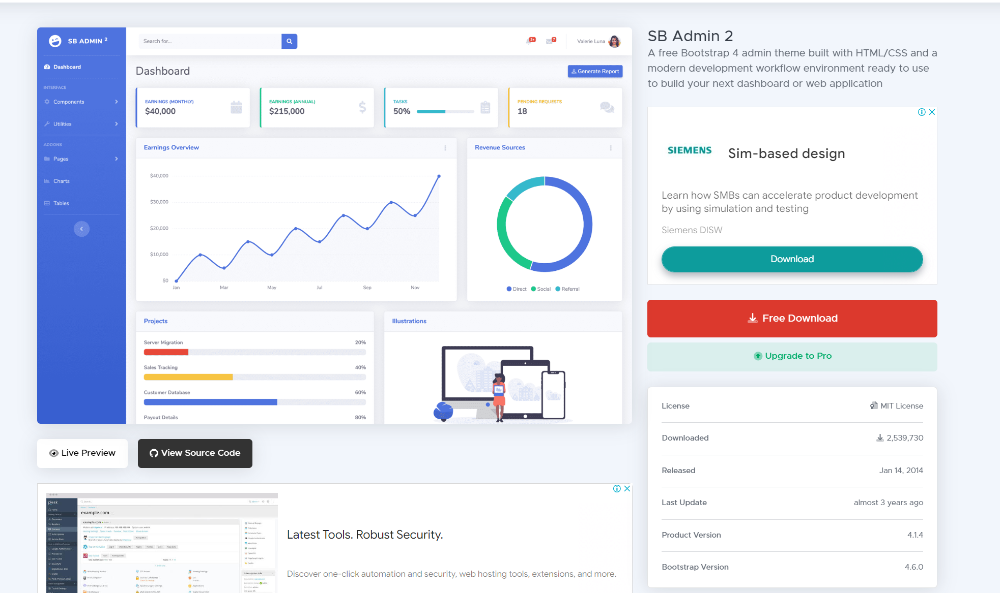 SB ADMIN 2
Search for...
3+
7
Valerie Luna
Dashboard
INTERFACE
Components
Utilities
ADDONS
Pages
Charts
Tables
Dashboard
Generate Report
EARNINGS (MONTHLY)
$40,000
EARNINGS (ANNUAL)
$215,000
TASKS
50%
PENDING REQUESTS
18
Earnings Overview
$40,000
$30,000
$20,000
$10,000
$0
Jan Mar May Jul Sep Nov
Revenue Sources
Direct Social Referral
Projects
Server Migration 20%
Sales Tracking 40%
Customer Database 60%
Payout Details 80%
Illustrations
Live Preview
View Source Code
plesk
example.com
example.com
Latest Tools. Robust Security.
Discover one-click automation and security, web hosting tools, extensions, and more.
SB Admin 2
A free Bootstrap 4 admin theme built with HTML/CSS and a
modern development workflow environment ready to use
to build your next dashboard or web application
SIEMENS
Sim-based design
Learn how SMBs can accelerate product development
by using simulation and testing
Siemens DISW
Download
Free Download
Upgrade to Pro
License MIT License
Downloaded 2,539,730
Released Jan 14, 2014
Last Update almost 3 years ago
Product Version 4.1.4
Bootstrap Version 4.6.0